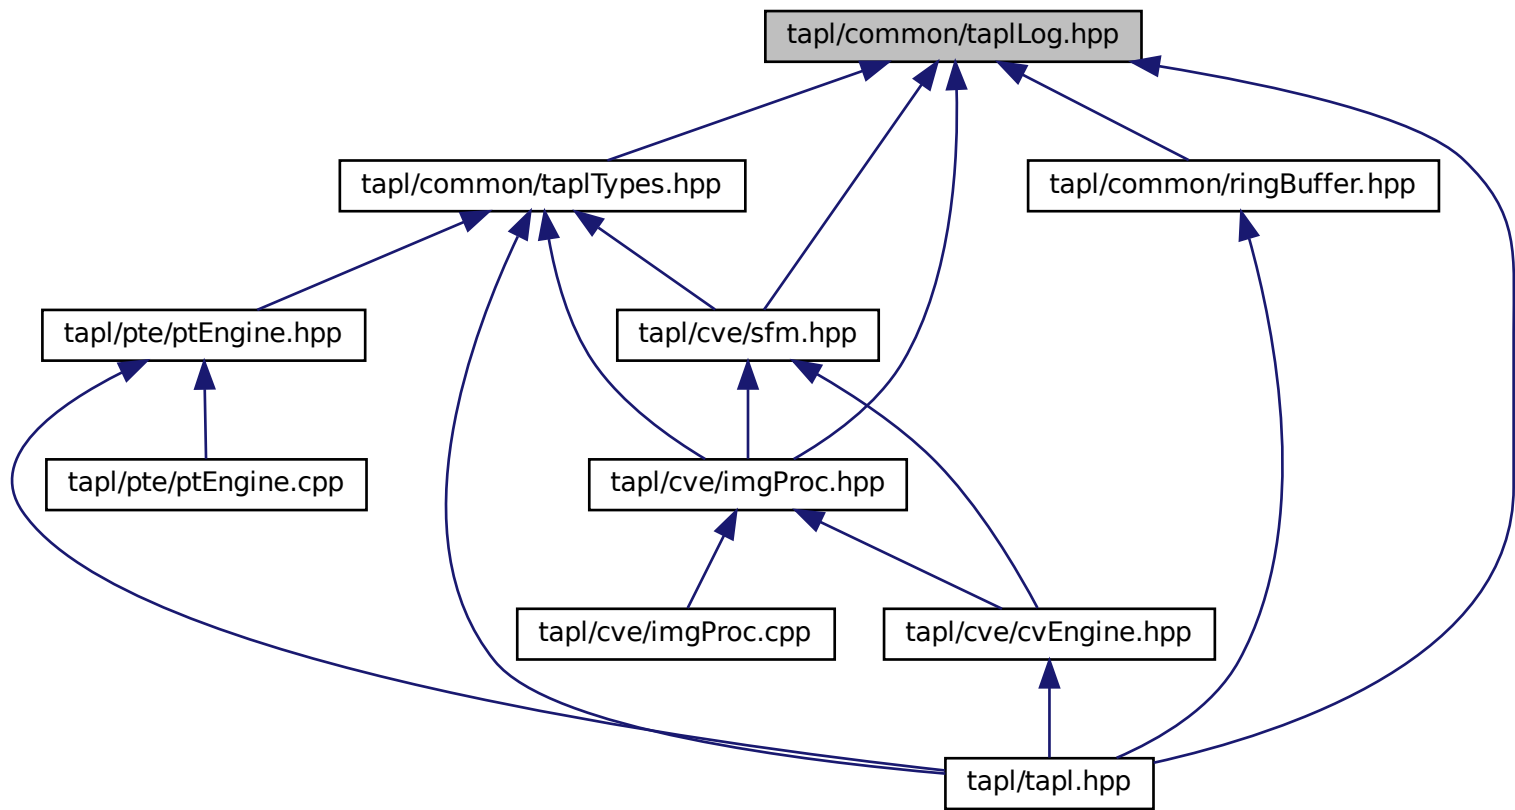 tapl/common/taplLog.hpp
tapl/common/taplTypes.hpp
tapl/common/ringBuffer.hpp
tapl/pte/ptEngine.hpp
tapl/cve/sfm.hpp
tapl/pte/ptEngine.cpp
tapl/cve/imgProc.hpp
tapl/cve/imgProc.cpp
tapl/cve/cvEngine.hpp
tapl/tapl.hpp